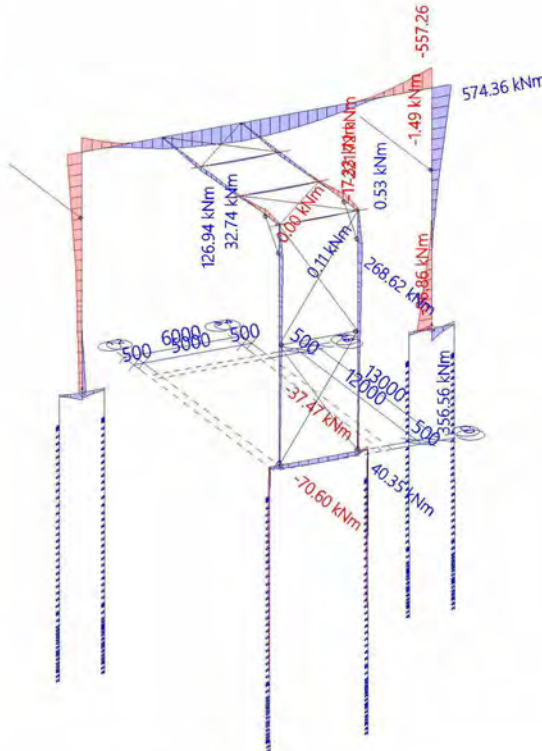 -557.26
574.36 kNm
-1.49 kNm
0.53 kNm
126.94 kNm
32.74 kNm
0.00 kNm
0.11 kNm
268.62 kNm
6000
5000
500
500
500
13000
12000
500
356.56 kNm
-37.47 kNm
40.35 kNm
-70.60 kNm